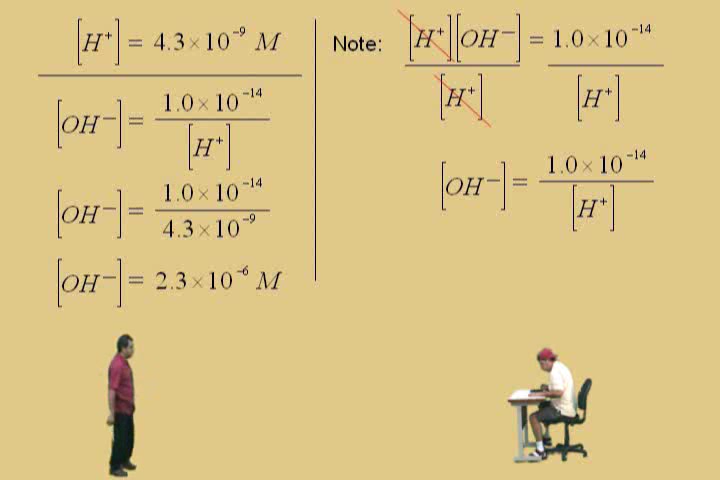 [H⁺] = 4.3 × 10⁻⁹ M
[OH⁻] = 1.0 × 10⁻¹⁴ / [H⁺]
[OH⁻] = 1.0 × 10⁻¹⁴ / 4.3 × 10⁻⁹
[OH⁻] = 2.3 × 10⁻⁶ M
Note: [H⁺][OH⁻] / [H⁺] = 1.0 × 10⁻¹⁴ / [H⁺]
[OH⁻] = 1.0 × 10⁻¹⁴ / [H⁺]